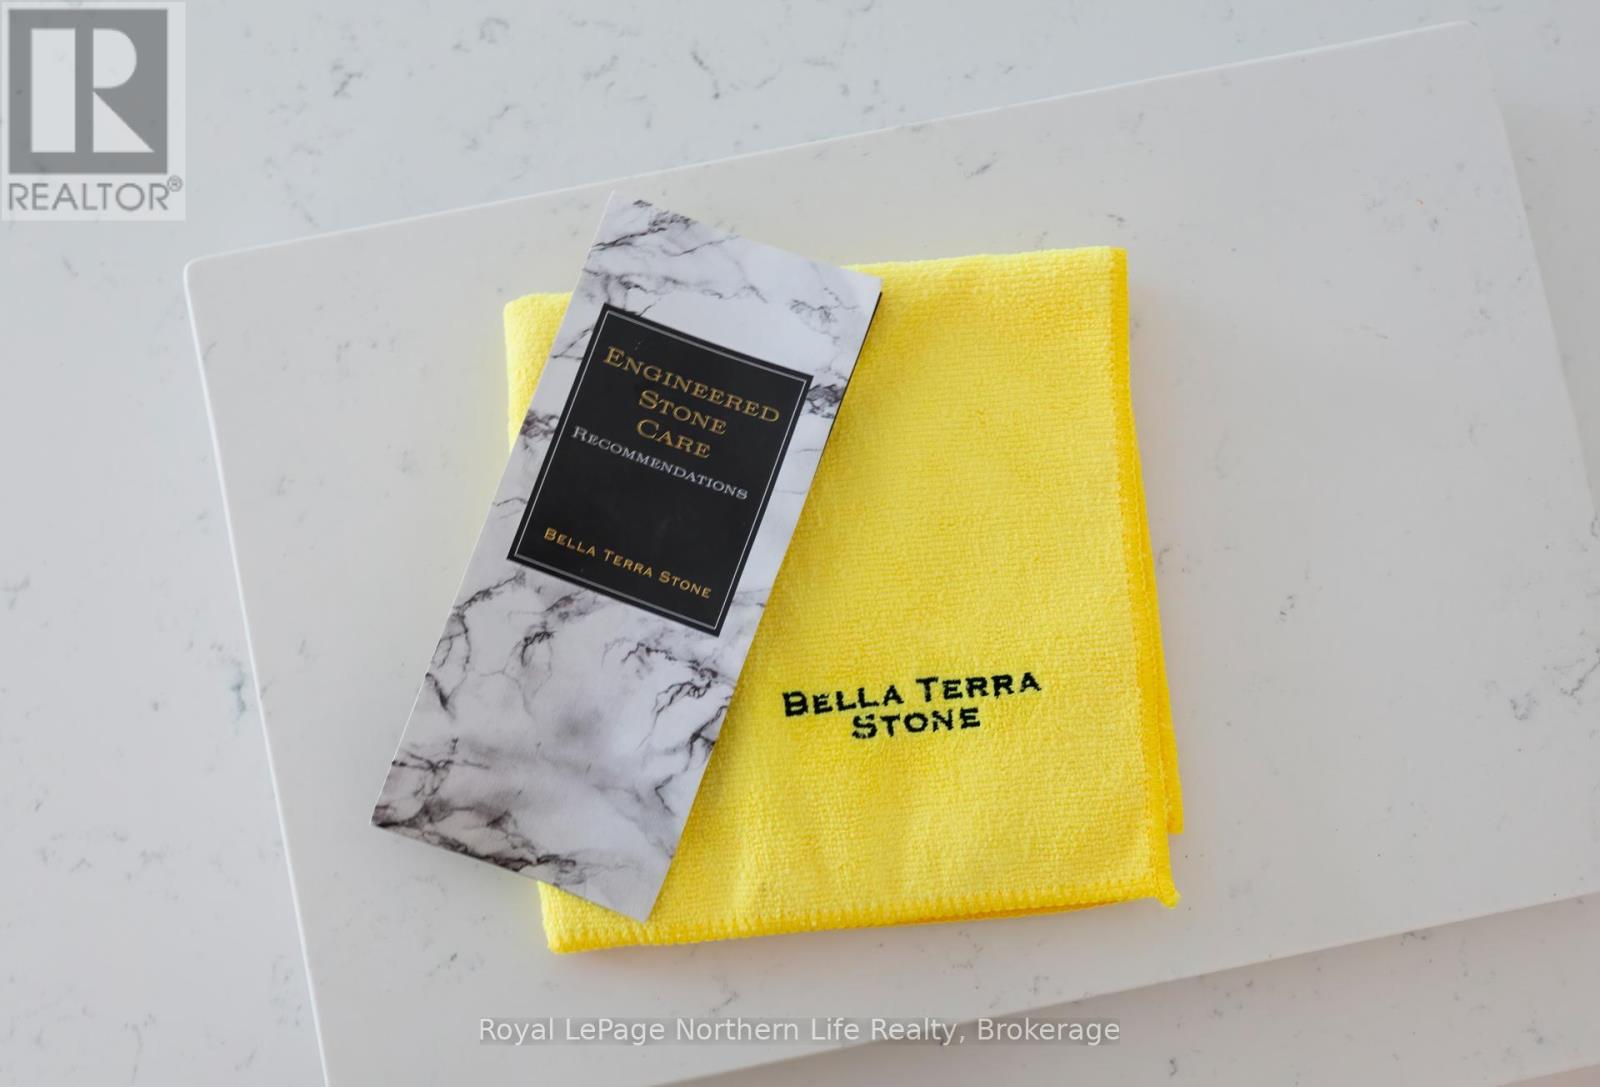 REALTOR®
ENGINEERED
STONE
CARE
RECOMMENDATIONS
BELLA TERRA STONE
BELLA TERRA
STONE
Royal LePage Northern Life Realty, Brokerage